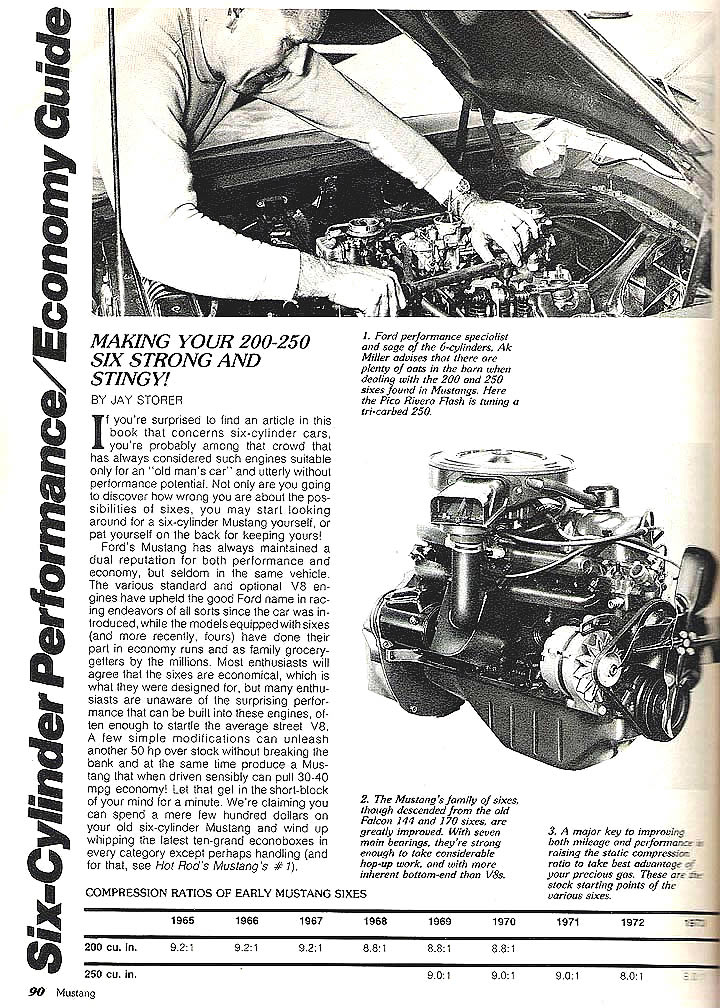 Six-Cylinder Performance/Economy Guide
MAKING YOUR 200-250
SIX STRONG AND
STINGY!
BY JAY STORER
If you're surprised to find an article in this
book that concerns six-cylinder cars,
you're probably among that crowd that
has always considered such engines suitable
only for an "old man's car" and utterly without
performance potential. Not only are you going
to discover how wrong you are about the pos-
sibilities of sixes, you may start looking
around for a six-cylinder Mustang yourself, or
pat yourself on the back for keeping yours!
Ford's Mustang has always maintained a
dual reputation for both performance and
economy, but seldom in the same vehicle.
The various standard and optional V8 en-
gines have upheld the good Ford name in rac-
ing endeavors of all sorts since the car was in-
troduced, while the models equipped with sixes
(and more recently, fours) have done their
part in economy runs and as family grocery-
getters by the millions. Most enthusiasts will
agree that the sixes are economical, which is
what they were designed for, but many enthu-
siasts are unaware of the surprising perfor-
mance that can be built into these engines, of-
ten enough to startle the average street V8.
A few simple modifications can unleash
another 50 hp over stock without breaking the
bank and at the same time produce a Mus-
tang that when driven sensibly can pull 30-40
mpg economy! Let that gel in the short-block
of your mind for a minute. We're claiming you
can spend a mere few hundred dollars on
your old six-cylinder Mustang and wind up
whipping the latest ten-grand econoboxes in
every category except perhaps handling (and
for that, see Hot Rod's Mustang's #1).
1. Ford performance specialist
and sage of the 6-cylinders, Ak
Miller advises that there are
plenty of oats in the barn when
dealing with the 200 and 250
sixes found in Mustangs. Here
the Pico Rivera Flash is tuning a
tri-carbed 250.
2. The Mustang's family of sixes,
though descended from the old
Falcon 144 and 170 sixes, are
greatly improved. With seven
main bearings, they're strong
enough to take considerable
hop-up work, and with more
inherent bottom-end than V8s.
3. A major key to improving
both mileage and performance is
raising the static compression
ratio to take best advantage of
your precious gas. These are the
stock starting points of the
various sixes.
COMPRESSION RATIOS OF EARLY MUSTANG SIXES
1965 1966 1967 1968 1969 1970 1971 1972 1973
200 cu. in. 9.2:1 9.2:1 9.2:1 8.8:1 8.8:1 8.8:1
250 cu. in. 9.0:1 9.0:1 9.0:1 8.0:1 8.0:1
90 Mustang